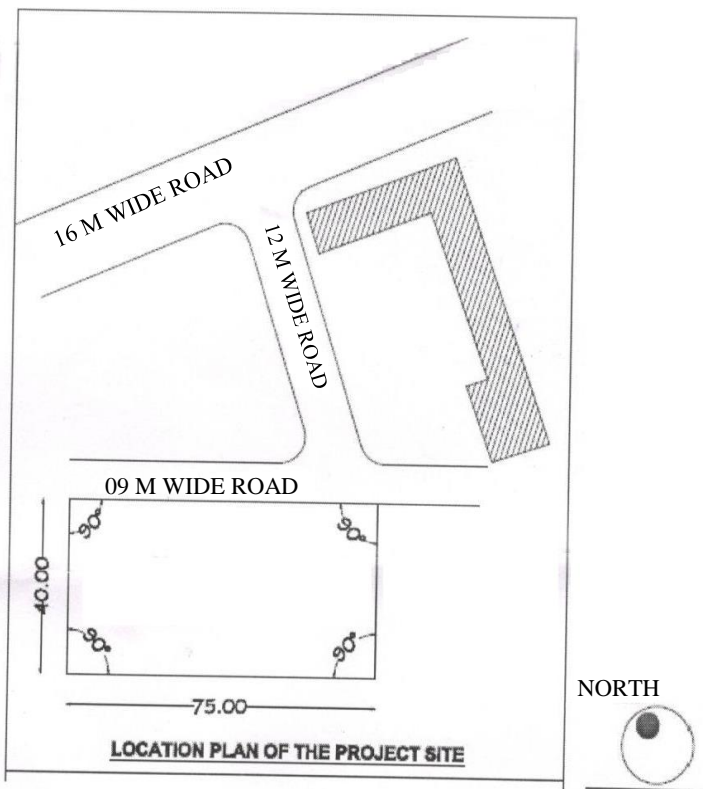 16 M WIDE ROAD
12 M WIDE ROAD
09 M WIDE ROAD
90°
90°
40.00
90°
90°
75.00
NORTH
LOCATION PLAN OF THE PROJECT SITE